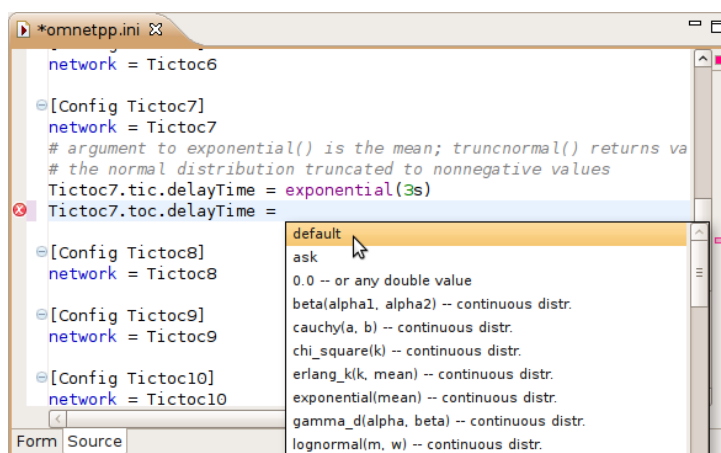 *omnetpp.ini
network = Tictoc6
[Config Tictoc7]
network = Tictoc7
# argument to exponential() is the mean; truncnormal() returns va
# the normal distribution truncated to nonnegative values
Tictoc7.tic.delayTime = exponential(3s)
Tictoc7.toc.delayTime =
default
ask
[Config Tictoc8]
network = Tictoc8
0.0 -- or any double value
beta(alpha1, alpha2) -- continuous distr.
[Config Tictoc9]
network = Tictoc9
cauchy(a, b) -- continuous distr.
chi_square(k) -- continuous distr.
[Config Tictoc10]
network = Tictoc10
erlang_k(k, mean) -- continuous distr.
exponential(mean) -- continuous distr.
gamma_d(alpha, beta) -- continuous distr.
lognormal(m, w) -- continuous distr.
Form Source